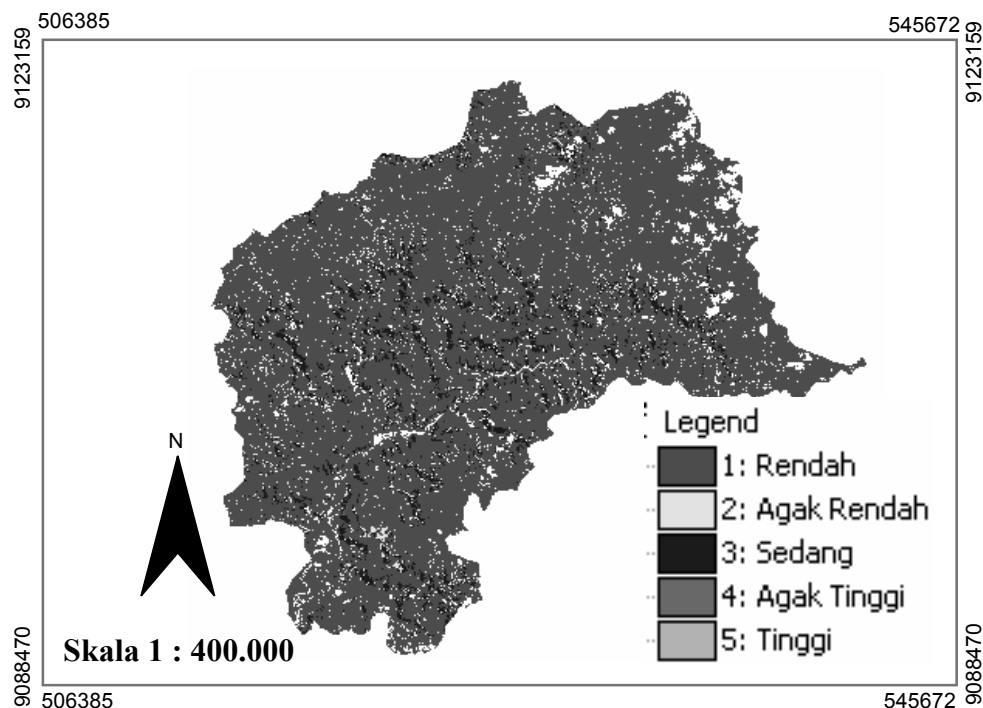 506385
545672
9123159
9123159
N
Legend
1: Rendah
2: Agak Rendah
3: Sedang
4: Agak Tinggi
5: Tinggi
Skala 1 : 400.000
9088470
9088470
506385
545672